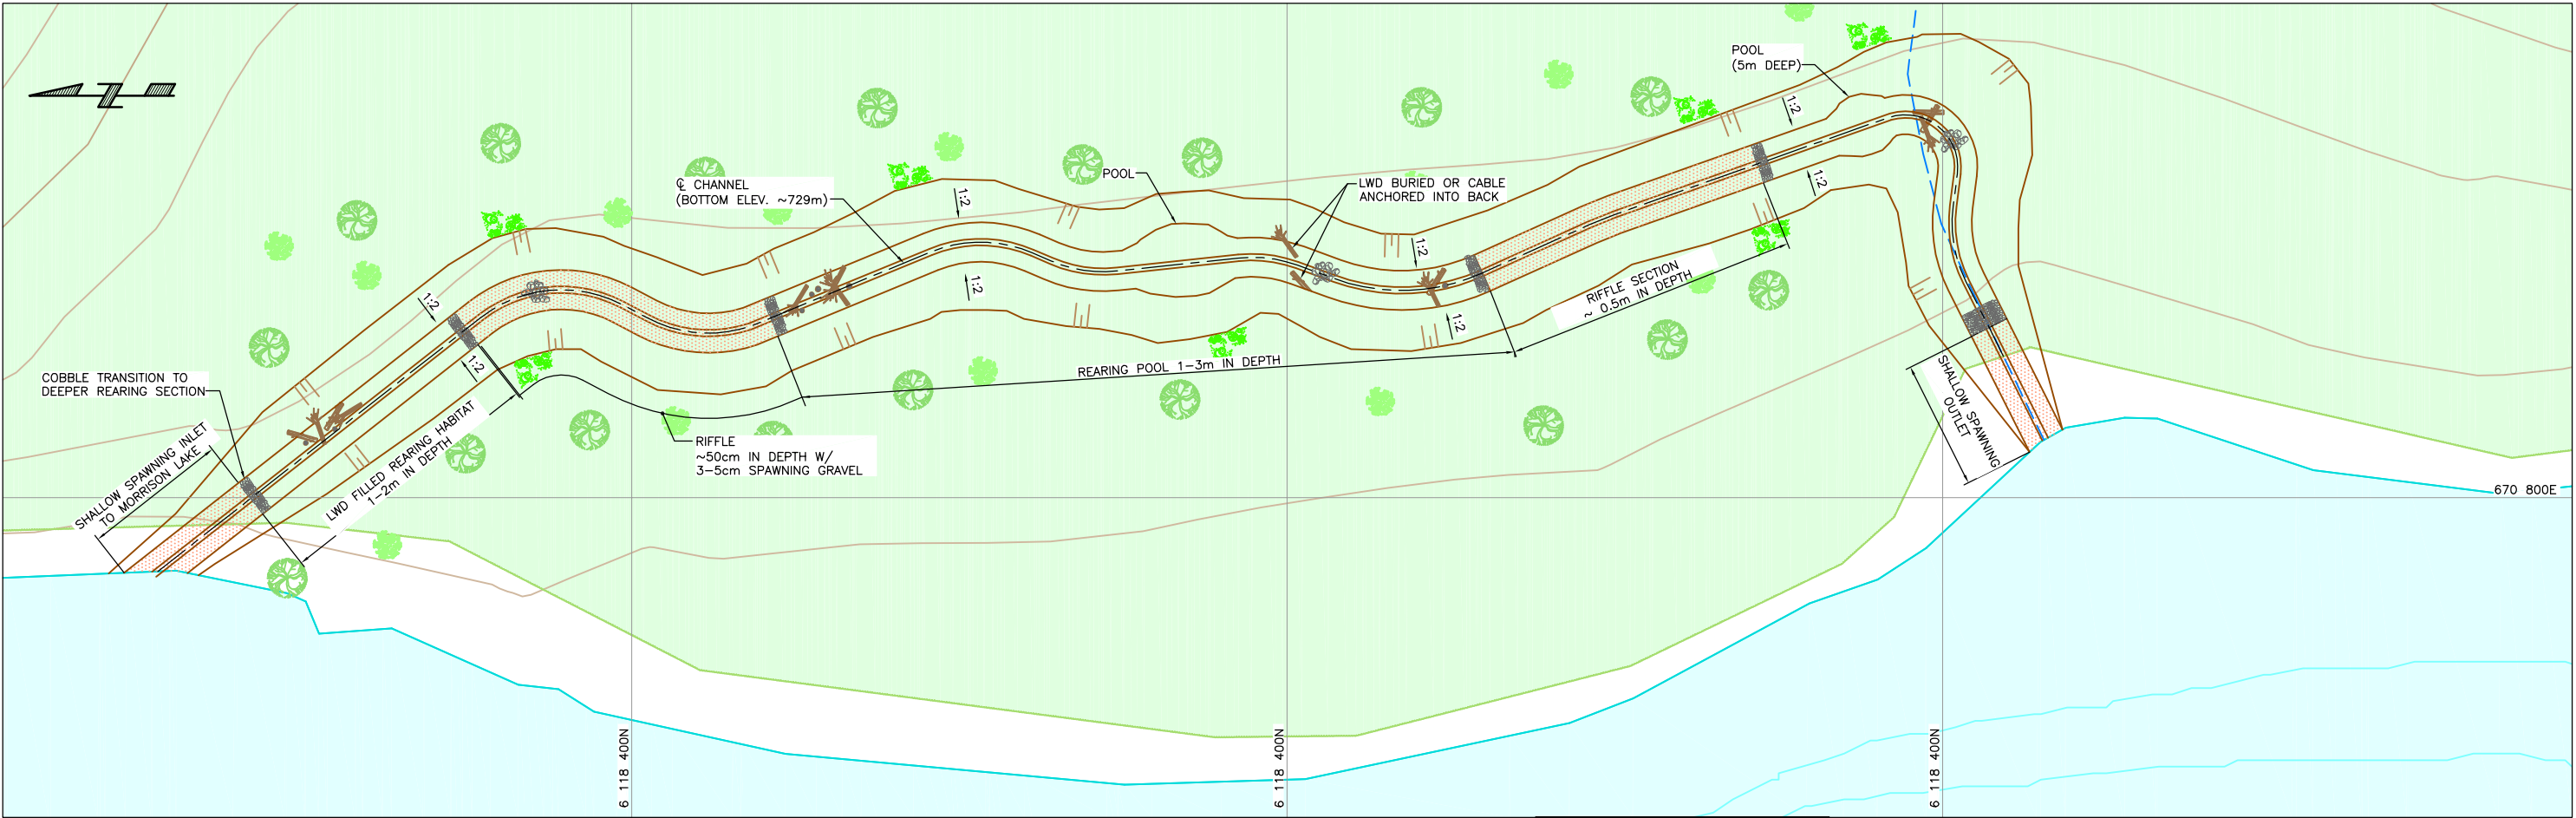 POOL
(5m DEEP)
1:2
℄ CHANNEL
(BOTTOM ELEV. ~729m)
1:2
POOL
LWD BURIED OR CABLE
ANCHORED INTO BACK
1:2
1:2
1:2
1:2
1:2
1:2
1:2
RIFFLE SECTION
~ 0.5m IN DEPTH
REARING POOL 1-3m IN DEPTH
COBBLE TRANSITION TO
DEEPER REARING SECTION
SHALLOW SPAWNING INLET
TO MORRISON LAKE
LWD FILLED REARING HABITAT
1-2m IN DEPTH
RIFFLE
~50cm IN DEPTH W/
3-5cm SPAWNING GRAVEL
SHALLOW SPAWNING
OUTLET
670 800E
6 118 400N
6 118 400N
6 118 400N